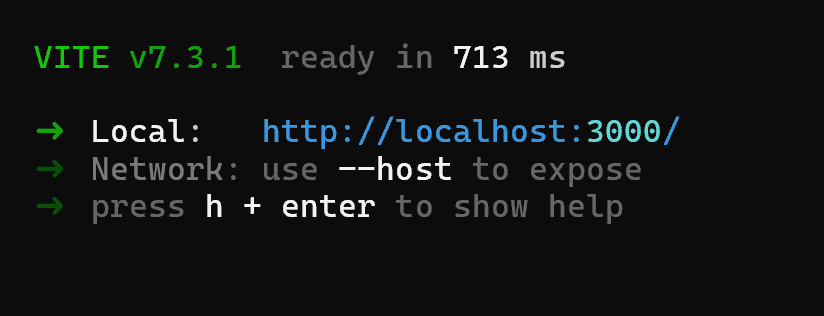 VITE v7.3.1  ready in 713 ms
➜ Local:   http://localhost:3000/
➜ Network: use --host to expose
➜ press h + enter to show help